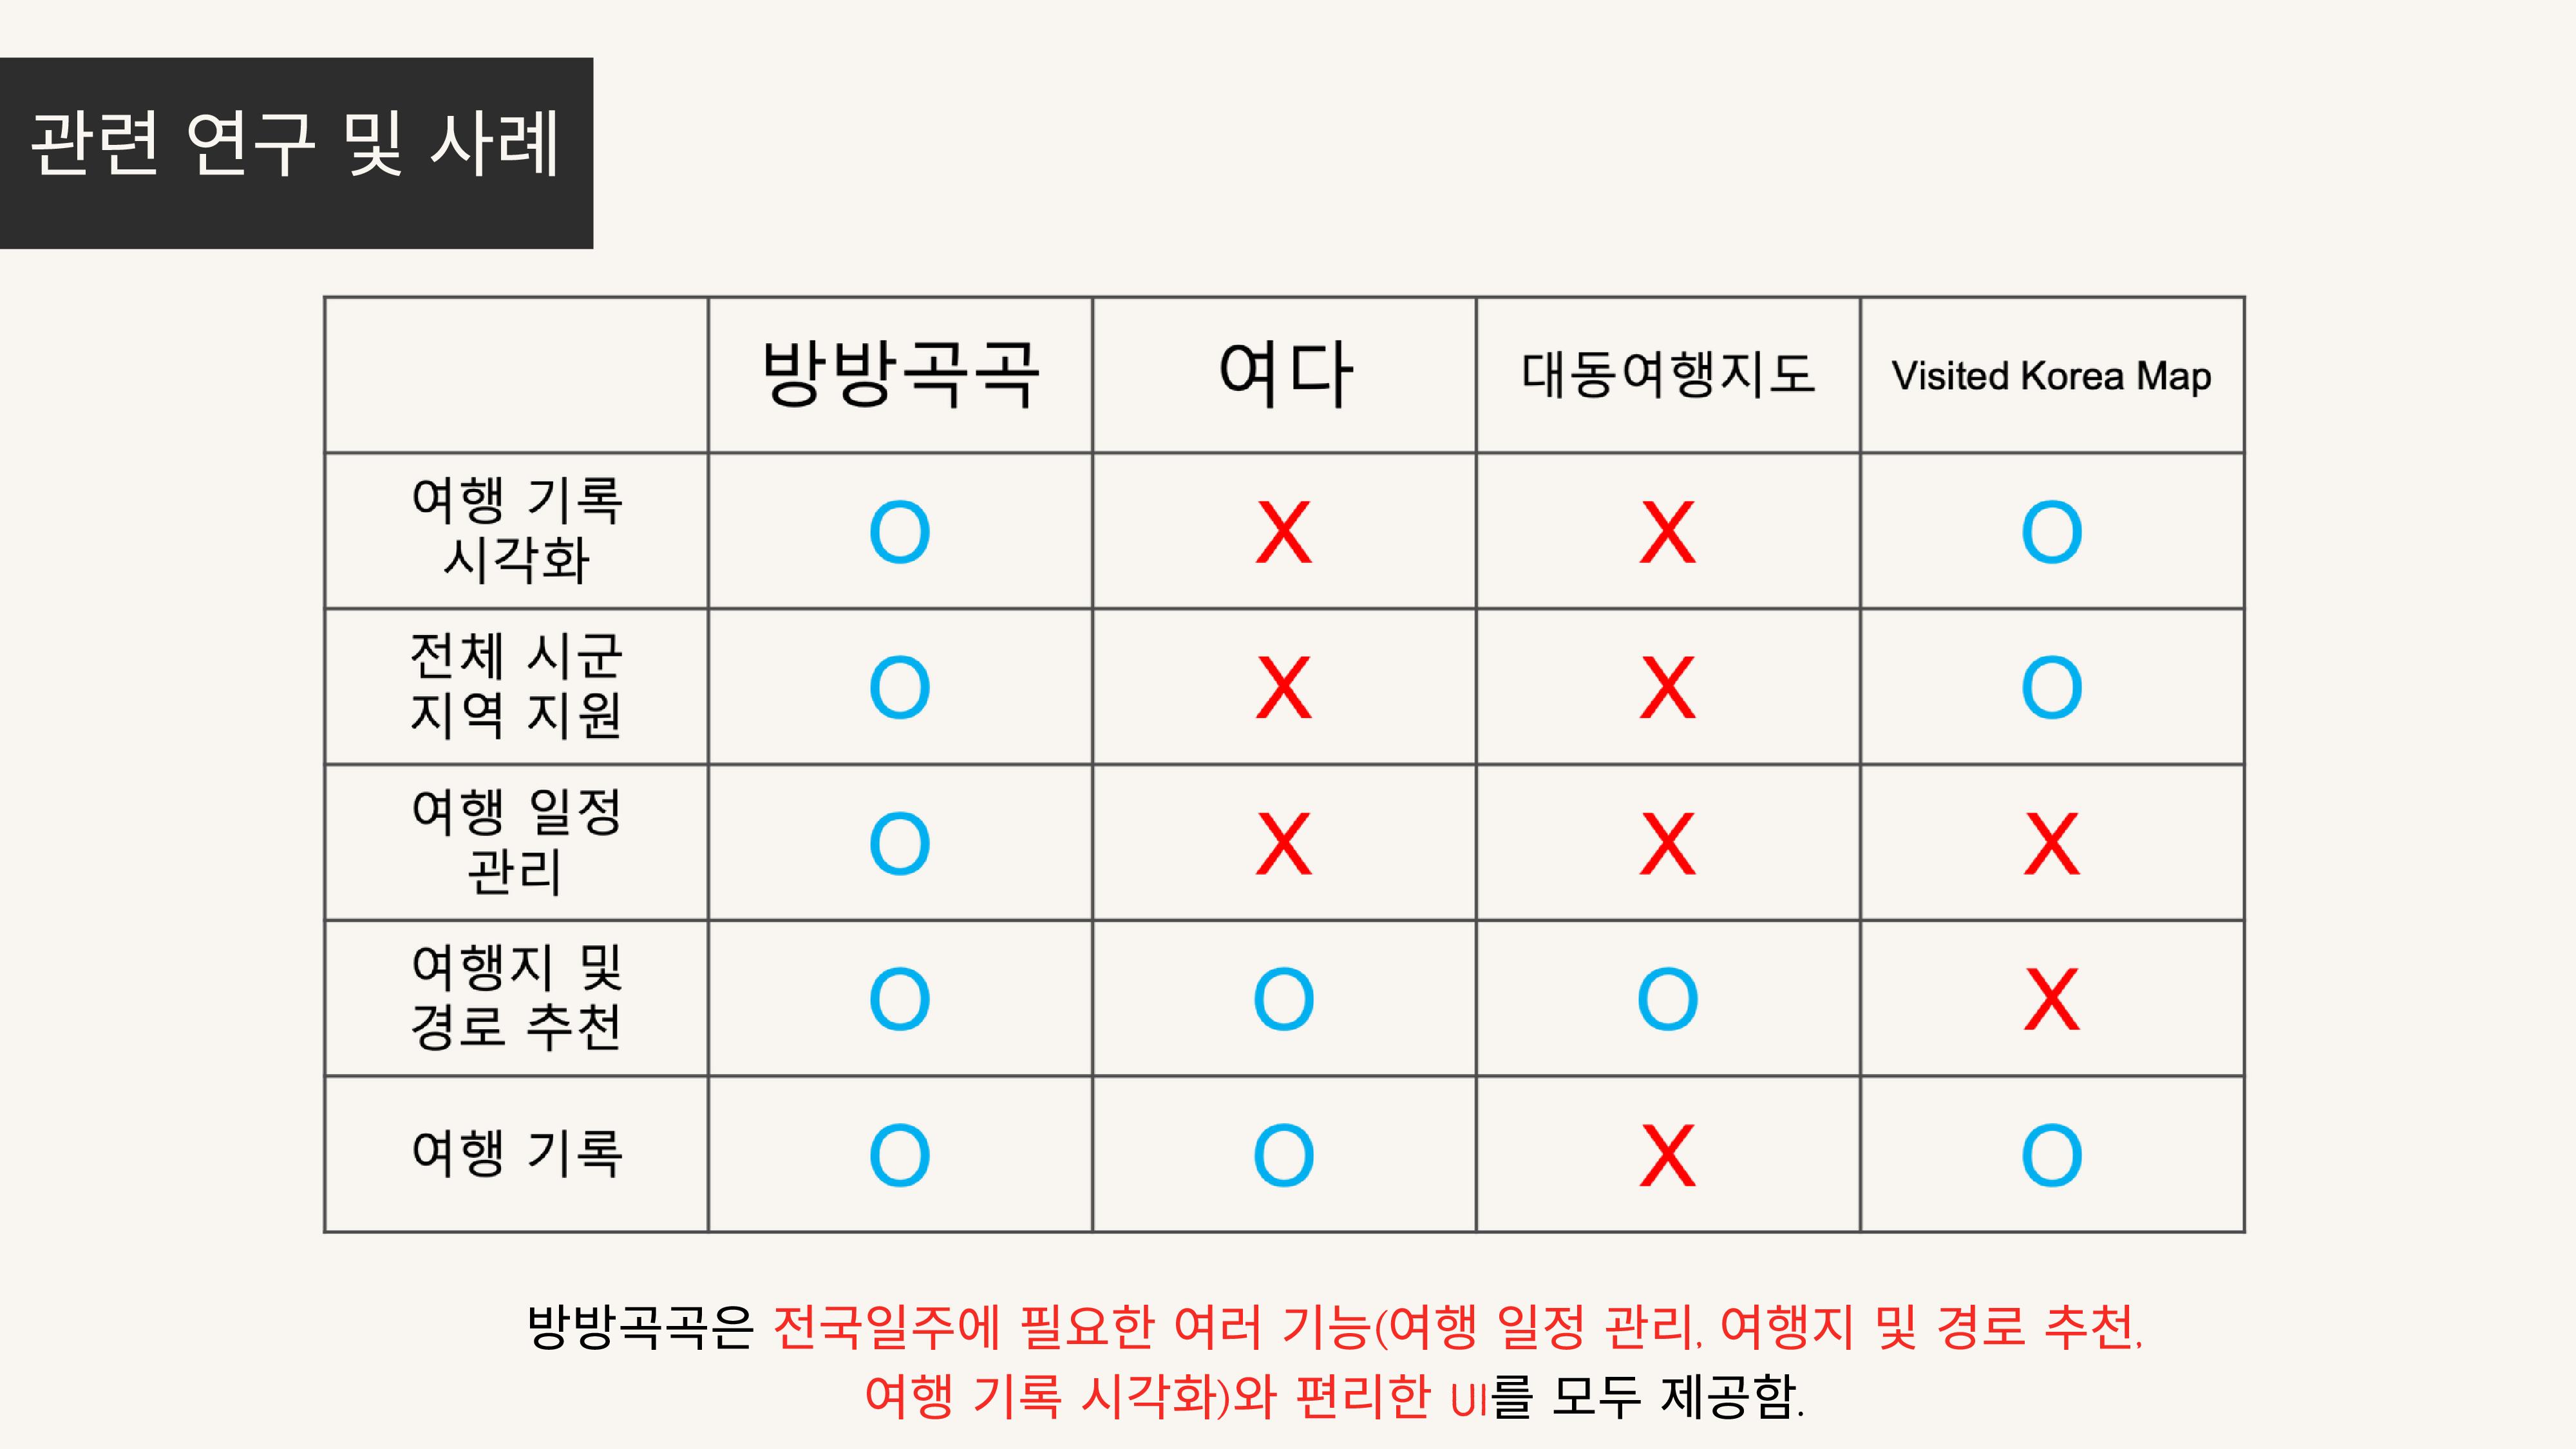 관련 연구 및 사례
방방곡곡 여다 대동여행지도 Visited Korea Map
여행 기록
시각화
O X X O
전체 시군
지역 지원
O X X O
여행 일정
관리
O X X X
여행지 및
경로 추천
O O O X
여행 기록 O O X O
방방곡곡은 전국일주에 필요한 여러 기능(여행 일정 관리, 여행지 및 경로 추천,
여행 기록 시각화)와 편리한 UI를 모두 제공함.